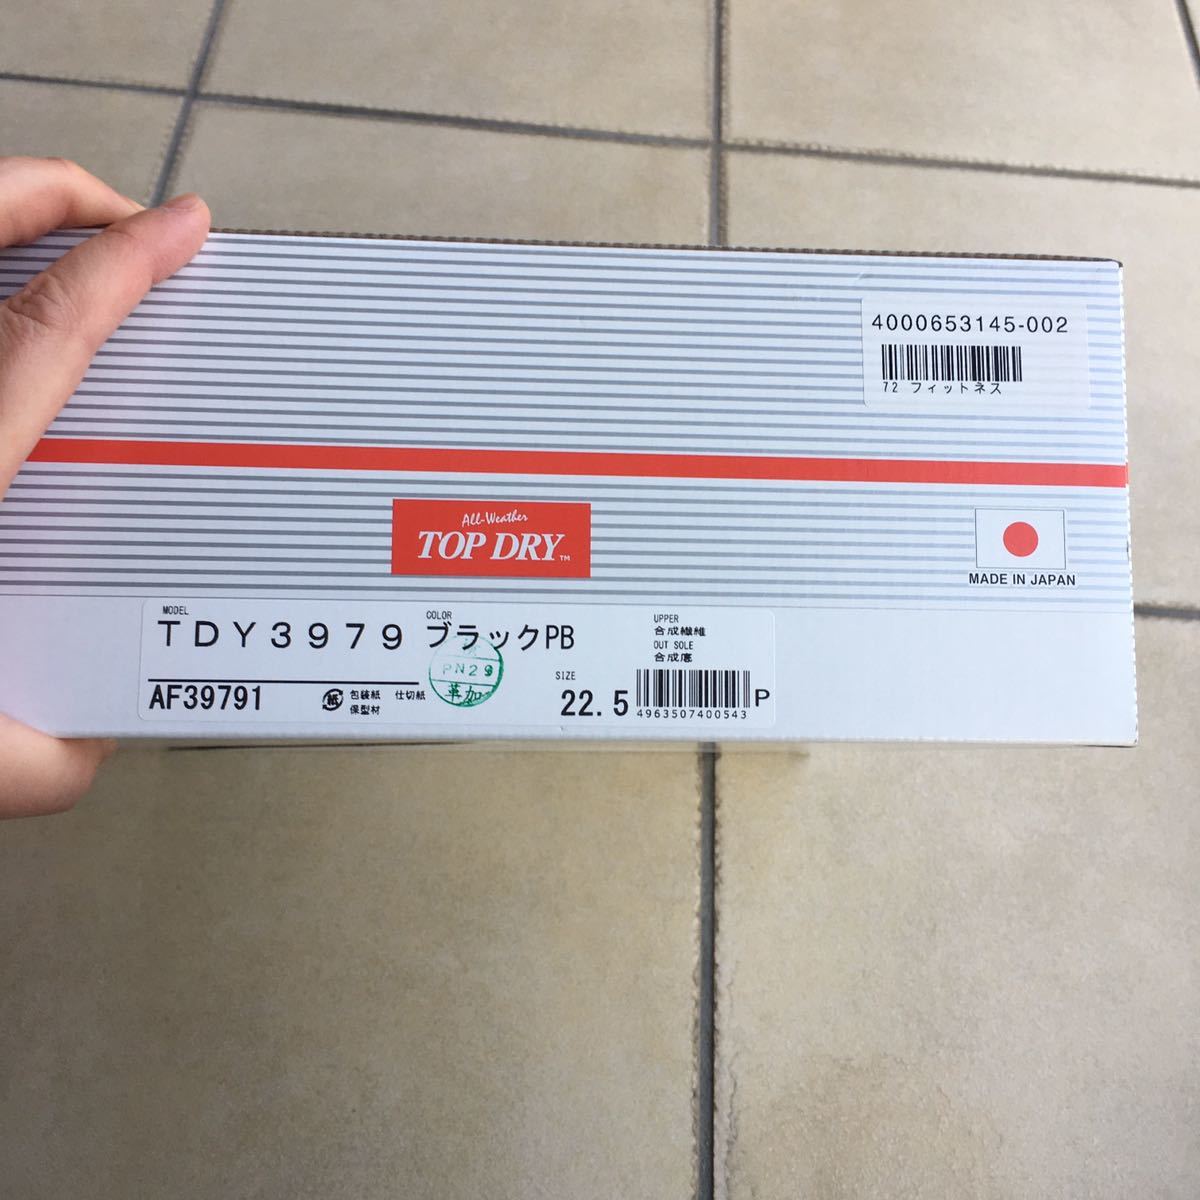 4000653145-002
72 フィットネス
All-Weather
TOP DRY™
MADE IN JAPAN
MODEL
TDY3979
COLOR
ブラックPB
UPPER
合成繊維
OUT SOLE
合成底
AF39791
紙 包装紙 仕切紙
保型材
PN29
革加
SIZE
22.5
4963507400543
P